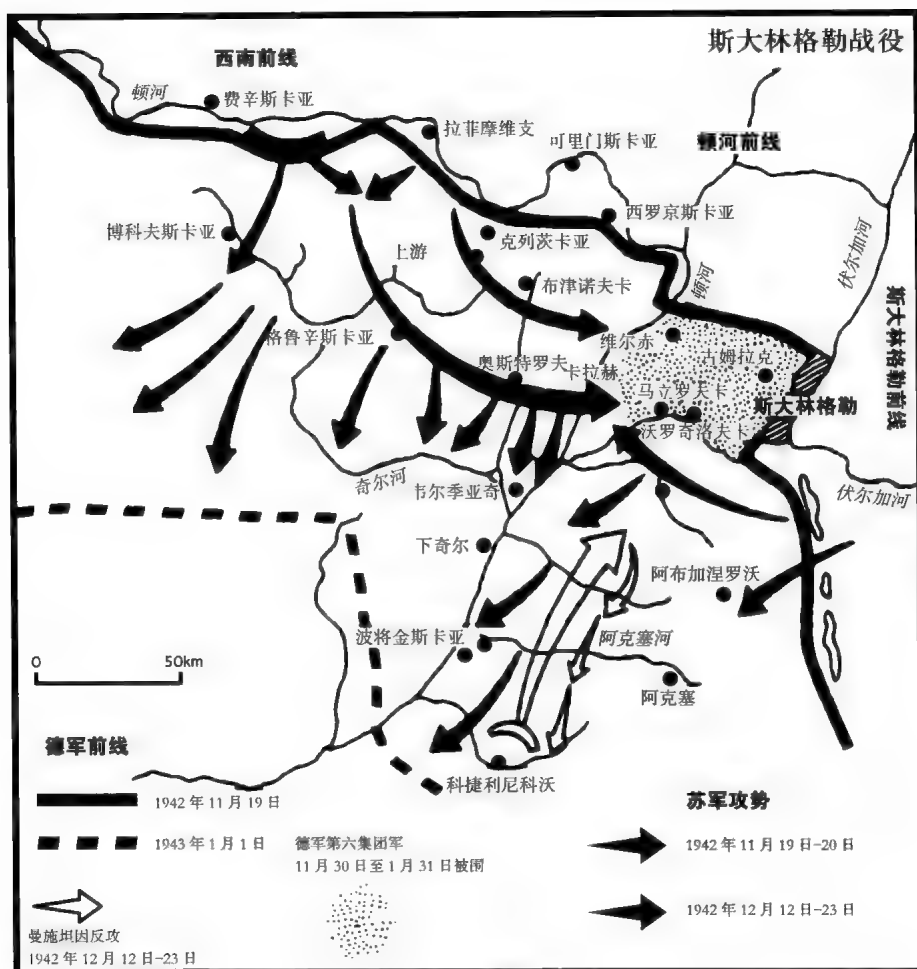 斯大林格勒战役
西南前线
顿河
费辛斯卡亚
拉菲摩维支
可里门斯卡亚
顿河前线
西罗京斯卡亚
博科夫斯卡亚
克列茨卡亚
上游
伏尔加河
布津诺夫卡
顿河
斯大林格勒前线
格鲁辛斯卡亚
维尔赤
古姆拉克
奥斯特罗夫
卡拉赫
马立罗夫卡
斯大林格勒
沃罗奇洛夫卡
奇尔河
韦尔季亚奇
伏尔加河
下奇尔
阿布加涅罗沃
波将金斯卡亚
阿克塞河
0
50km
阿克塞
德军前线
科捷利尼科沃
苏军攻势
1942年11月19日
1943年1月1日
德军第六集团军
11月30日至1月31日被围
1942年11月19日-20日
1942年12月12日-23日
曼施坦因反攻
1942年12月12日-23日